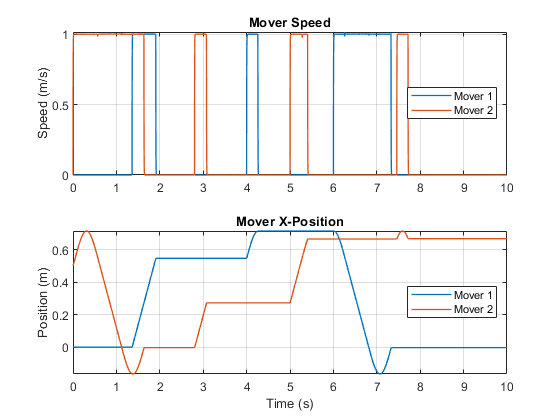 Mover Speed
1
0.5
0
Speed (m/s)
Mover 1
Mover 2
0 1 2 3 4 5 6 7 8 9 10
Mover X-Position
0.6
0.4
0.2
0
Position (m)
Mover 1
Mover 2
0 1 2 3 4 5 6 7 8 9 10
Time (s)